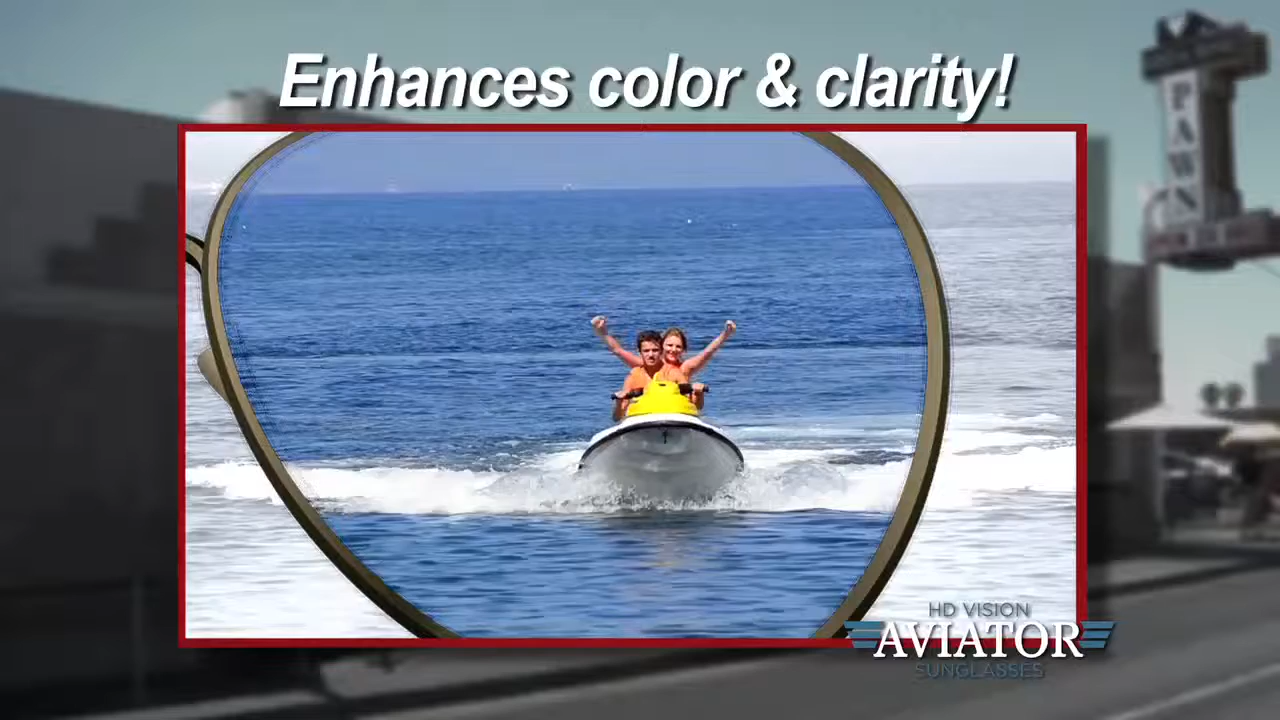 Enhances color & clarity!
PAWN
HD VISION
AVIATOR
SUNGLASSES